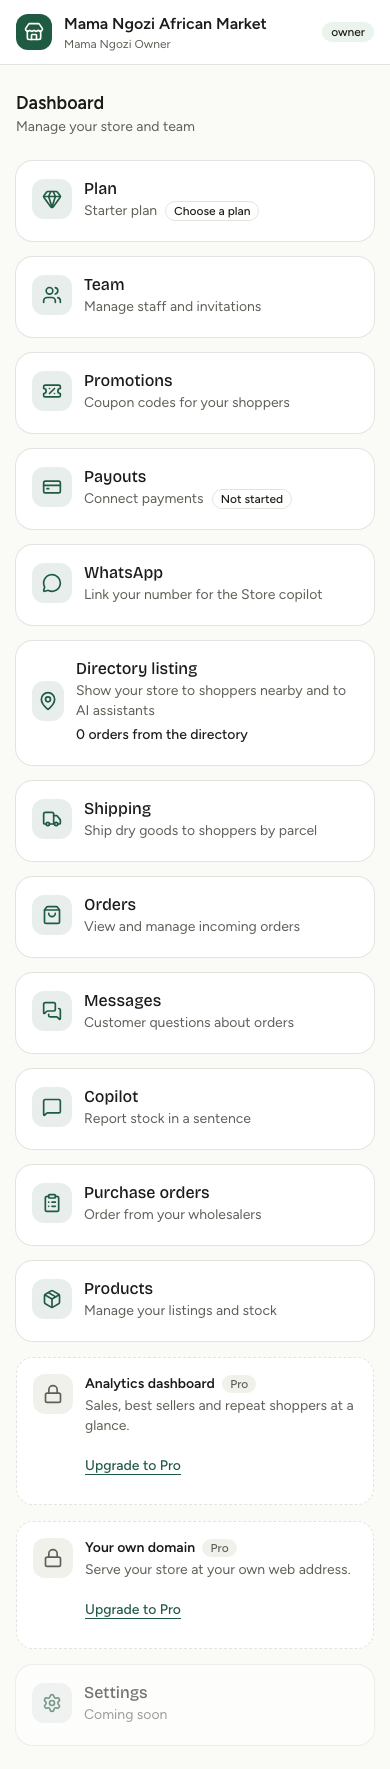 Mama Ngozi African Market
Mama Ngozi Owner
owner
Dashboard
Manage your store and team
Plan
Starter plan Choose a plan
Team
Manage staff and invitations
Promotions
Coupon codes for your shoppers
Payouts
Connect payments Not started
WhatsApp
Link your number for the Store copilot
Directory listing
Show your store to shoppers nearby and to
AI assistants
0 orders from the directory
Shipping
Ship dry goods to shoppers by parcel
Orders
View and manage incoming orders
Messages
Customer questions about orders
Copilot
Report stock in a sentence
Purchase orders
Order from your wholesalers
Products
Manage your listings and stock
Analytics dashboard Pro
Sales, best sellers and repeat shoppers at a
glance.
Upgrade to Pro
Your own domain Pro
Serve your store at your own web address.
Upgrade to Pro
Settings
Coming soon